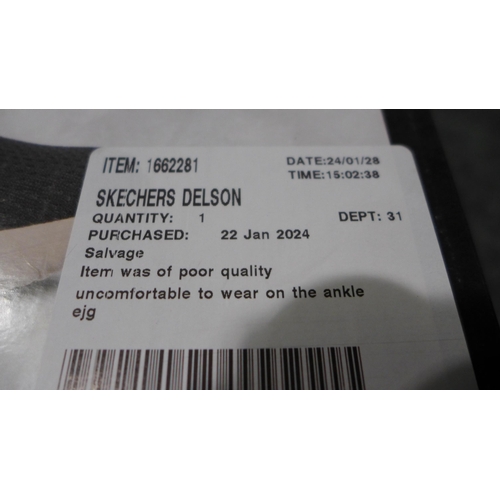 ITEM: 1662281 DATE:24/01/28
TIME:15:02:38
SKECHERS DELSON
QUANTITY: 1 DEPT: 31
PURCHASED: 22 Jan 2024
Salvage
Item was of poor quality
uncomfortable to wear on the ankle
ejg